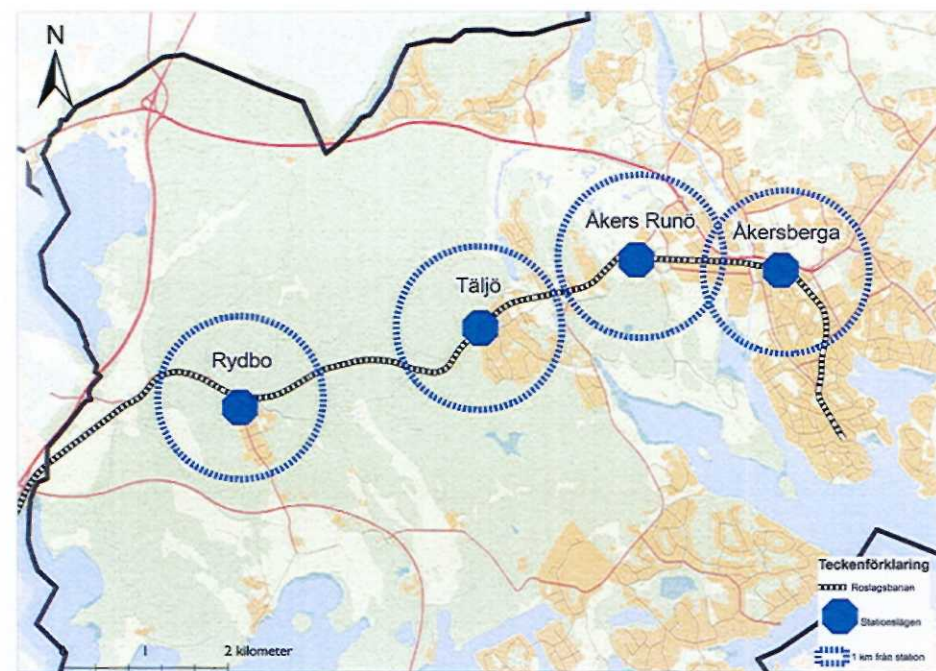 N
Åkers Runö
Åkersberga
Täljö
Rydbo
Teckenförklaring
Roslagsbanan
Stationslägen
1 km från station
1
2 kilometer